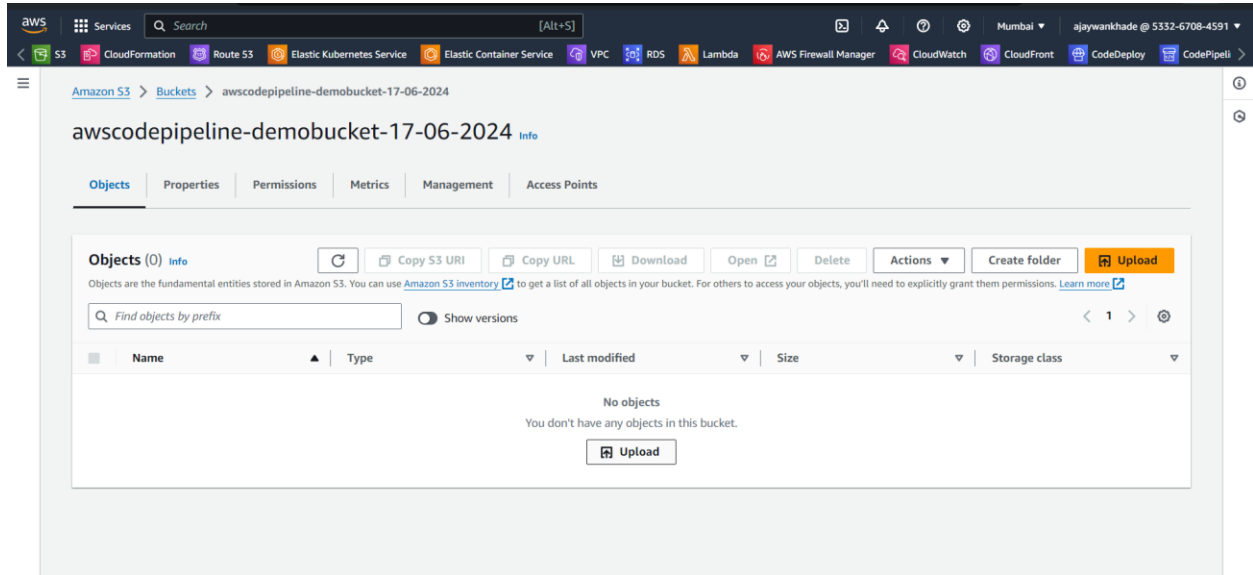 aws Services Search [Alt+S] Mumbai ▼ ajaywankhade @ 5332-6708-4591 ▼
S3 CloudFormation Route 53 Elastic Kubernetes Service Elastic Container Service VPC RDS Lambda AWS Firewall Manager CloudWatch CloudFront CodeDeploy CodePipeli
Amazon S3 > Buckets > awscodepipeline-demobucket-17-06-2024
awscodepipeline-demobucket-17-06-2024 Info
Objects Properties Permissions Metrics Management Access Points
Objects (0) Info Copy S3 URI Copy URL Download Open Delete Actions ▼ Create folder Upload
Objects are the fundamental entities stored in Amazon S3. You can use Amazon S3 inventory to get a list of all objects in your bucket. For others to access your objects, you'll need to explicitly grant them permissions. Learn more
Find objects by prefix Show versions < 1 >
Name Type Last modified Size Storage class
No objects
You don't have any objects in this bucket.
Upload